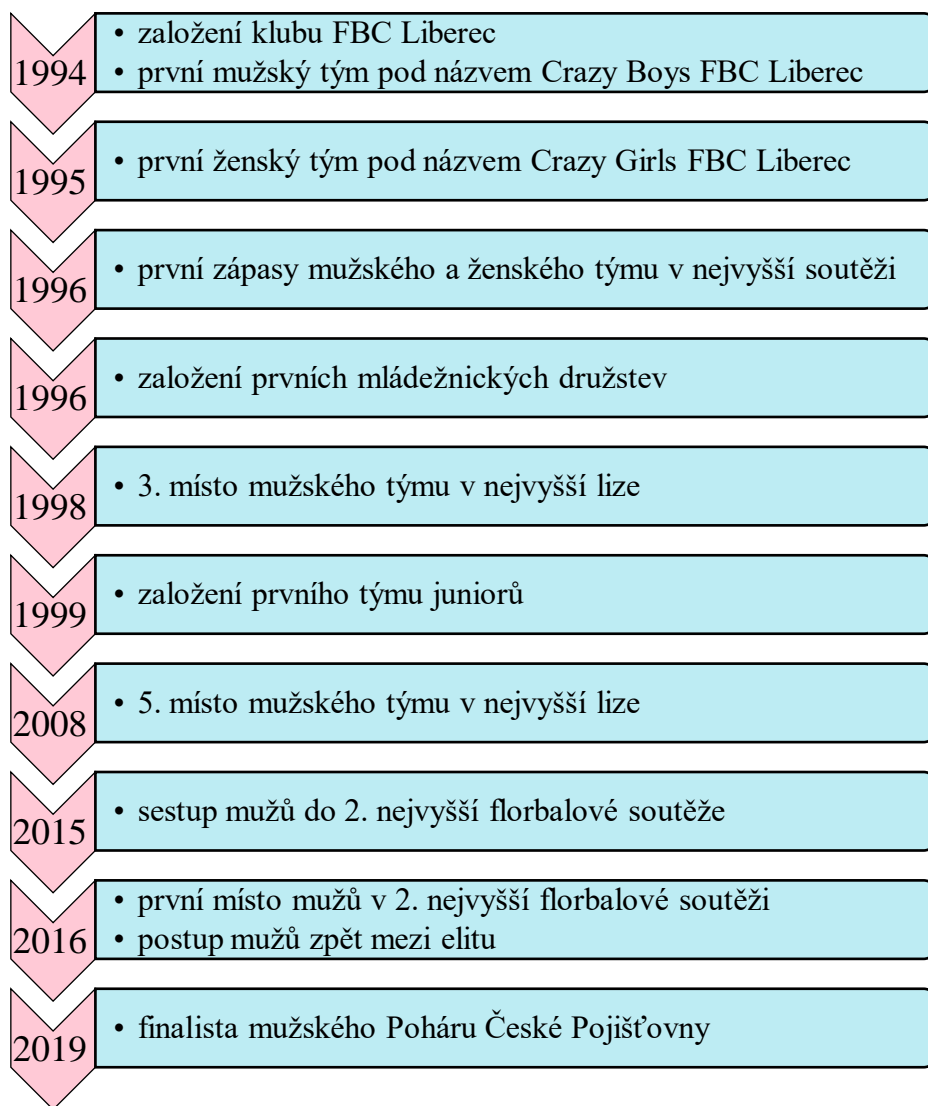 1994
• založení klubu FBC Liberec
• první mužský tým pod názvem Crazy Boys FBC Liberec
1995
• první ženský tým pod názvem Crazy Girls FBC Liberec
1996
• první zápasy mužského a ženského týmu v nejvyšší soutěži
1996
• založení prvních mládežnických družstev
1998
• 3. místo mužského týmu v nejvyšší lize
1999
• založení prvního týmu juniorů
2008
• 5. místo mužského týmu v nejvyšší lize
2015
• sestup mužů do 2. nejvyšší florbalové soutěže
2016
• první místo mužů v 2. nejvyšší florbalové soutěži
• postup mužů zpět mezi elitu
2019
• finalista mužského Poháru České Pojišťovny